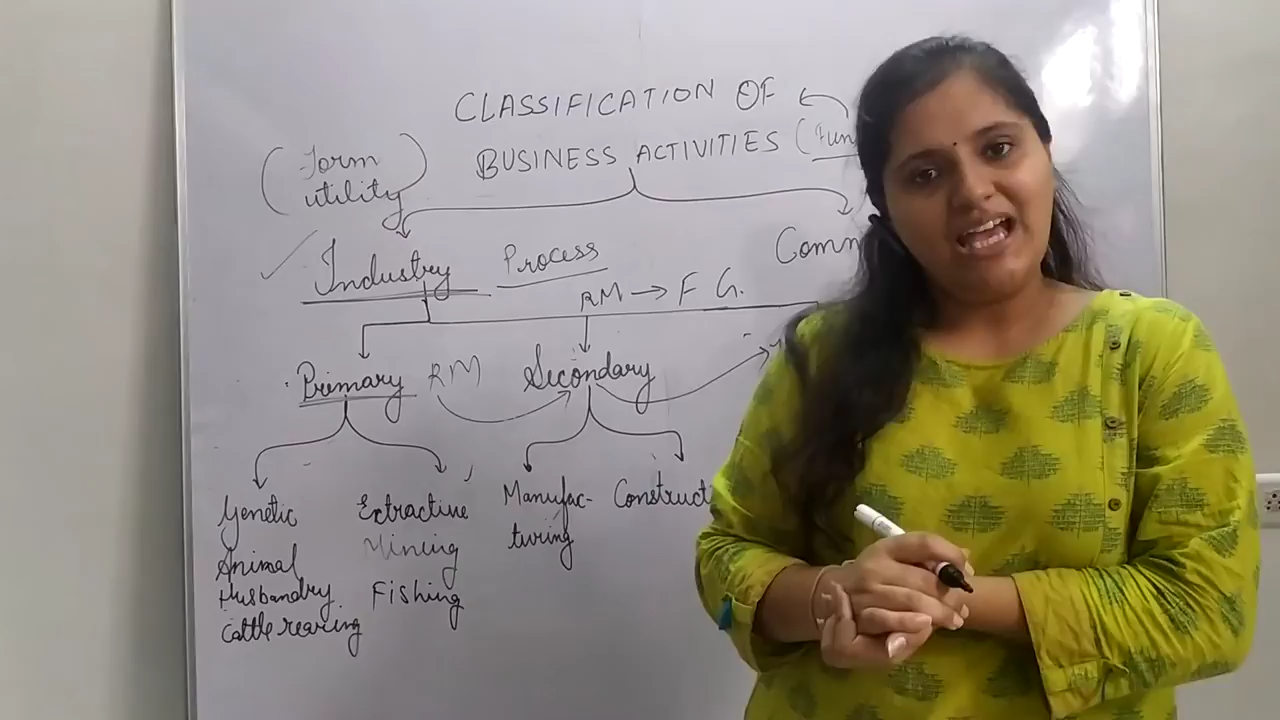 CLASSIFICATION OF
BUSINESS ACTIVITIES (Fun
(Form
utility)
Industry Process
Comm
RM → F G.
Primary RM Secondary
Genetic Extractive Manufac- Construct
Animal Mining turing
Husbandry Fishing
Cattle rearing